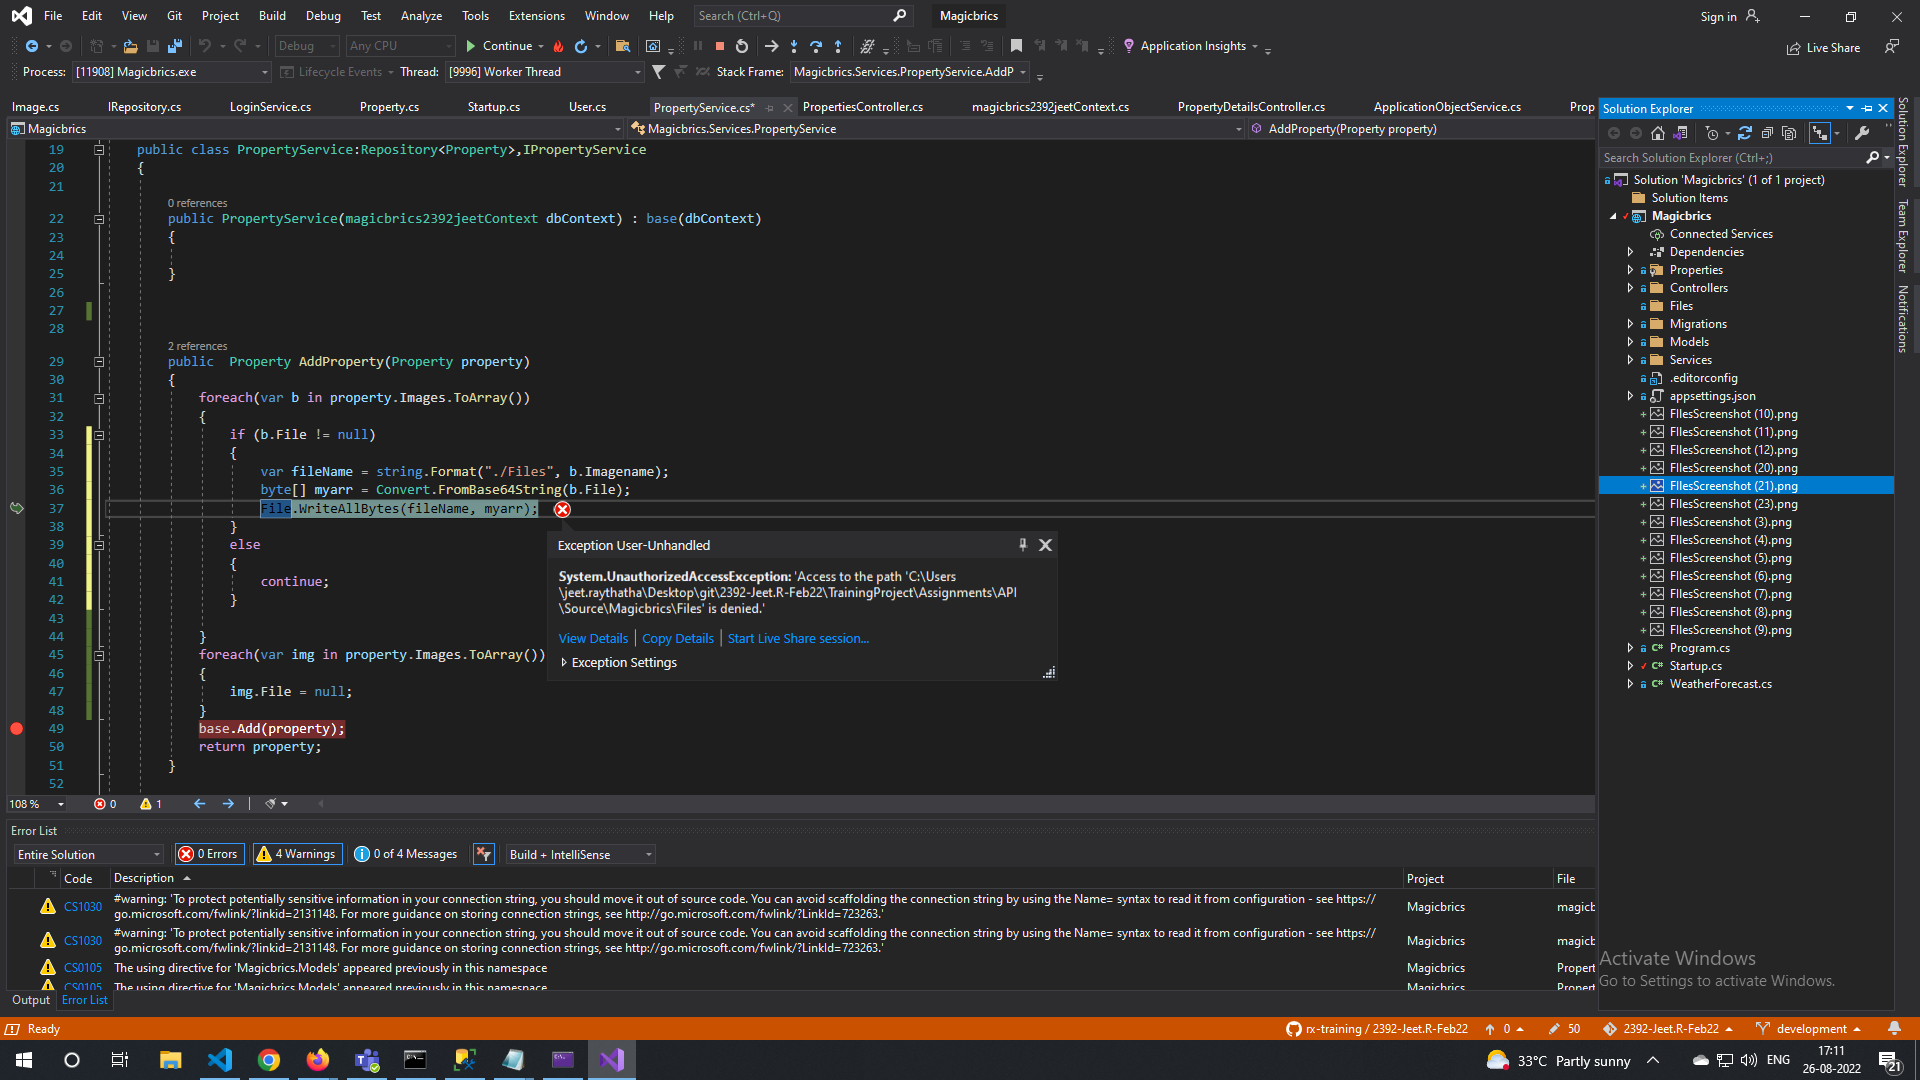 File Edit View Git Project Build Debug Test Analyze Tools Extensions Window Help Search (Ctrl+Q) Magicbrics Sign in
Debug Any CPU Continue Application Insights Live Share
Process: [11908] Magicbrics.exe Lifecycle Events Thread: [9996] Worker Thread Stack Frame: Magicbrics.Services.PropertyService.AddP
Image.cs IRepository.cs LoginService.cs Property.cs Startup.cs User.cs PropertyService.cs* PropertiesController.cs magicbrics2392jeetContext.cs PropertyDetailsController.cs ApplicationObjectService.cs Prop
Magicbrics Magicbrics.Services.PropertyService AddProperty(Property property)
19 public class PropertyService:Repository<Property>,IPropertyService
20 {
21
0 references
22 public PropertyService(magicbrics2392jeetContext dbContext) : base(dbContext)
23 {
24
25 }
26
27
28
2 references
29 public Property AddProperty(Property property)
30 {
31 foreach(var b in property.Images.ToArray())
32 {
33 if (b.File != null)
34 {
35 var fileName = string.Format("./Files", b.Imagename);
36 byte[] myarr = Convert.FromBase64String(b.File);
37 File.WriteAllBytes(fileName, myarr);
38 }
39 else
40 {
41 continue;
42 }
43
44 }
45 foreach(var img in property.Images.ToArray())
46 {
47 img.File = null;
48 }
49 base.Add(property);
50 return property;
51 }
52
Exception User-Unhandled
System.UnauthorizedAccessException: 'Access to the path 'C:\Users
\jeet.raythatha\Desktop\git\2392-Jeet.R-Feb22\TrainingProject\Assignments\API
\Source\Magicbrics\Files' is denied.'
View Details Copy Details Start Live Share session...
Exception Settings
108 % 0 1
Error List
Entire Solution 0 Errors 4 Warnings 0 of 4 Messages Build + IntelliSense
Code Description Project File
CS1030 #warning: 'To protect potentially sensitive information in your connection string, you should move it out of source code. You can avoid scaffolding the connection string by using the Name= syntax to read it from configuration - see https://
go.microsoft.com/fwlink/?linkid=2131148. For more guidance on storing connection strings, see http://go.microsoft.com/fwlink/?LinkId=723263.' Magicbrics magicb
CS1030 #warning: 'To protect potentially sensitive information in your connection string, you should move it out of source code. You can avoid scaffolding the connection string by using the Name= syntax to read it from configuration - see https://
go.microsoft.com/fwlink/?linkid=2131148. For more guidance on storing connection strings, see http://go.microsoft.com/fwlink/?LinkId=723263.' Magicbrics magicb
CS0105 The using directive for 'Magicbrics.Models' appeared previously in this namespace Magicbrics Propert
CS0105 The using directive for 'Magicbrics.Models' appeared previously in this namespace Magicbrics Propert
Output Error List
Solution Explorer
Search Solution Explorer (Ctrl+;)
Solution 'Magicbrics' (1 of 1 project)
Solution Items
Magicbrics
Connected Services
Dependencies
Properties
Controllers
Files
Migrations
Models
Services
.editorconfig
appsettings.json
FIlesScreenshot (10).png
FIlesScreenshot (11).png
FIlesScreenshot (12).png
FIlesScreenshot (20).png
FIlesScreenshot (21).png
FIlesScreenshot (23).png
FIlesScreenshot (3).png
FIlesScreenshot (4).png
FIlesScreenshot (5).png
FIlesScreenshot (6).png
FIlesScreenshot (7).png
FIlesScreenshot (8).png
FIlesScreenshot (9).png
Program.cs
Startup.cs
WeatherForecast.cs
Solution Explorer
Team Explorer
Notifications
Activate Windows
Go to Settings to activate Windows.
Ready rx-training / 2392-Jeet.R-Feb22 0 50 2392-Jeet.R-Feb22 development
33°C Partly sunny ENG 17:11
26-08-2022 21